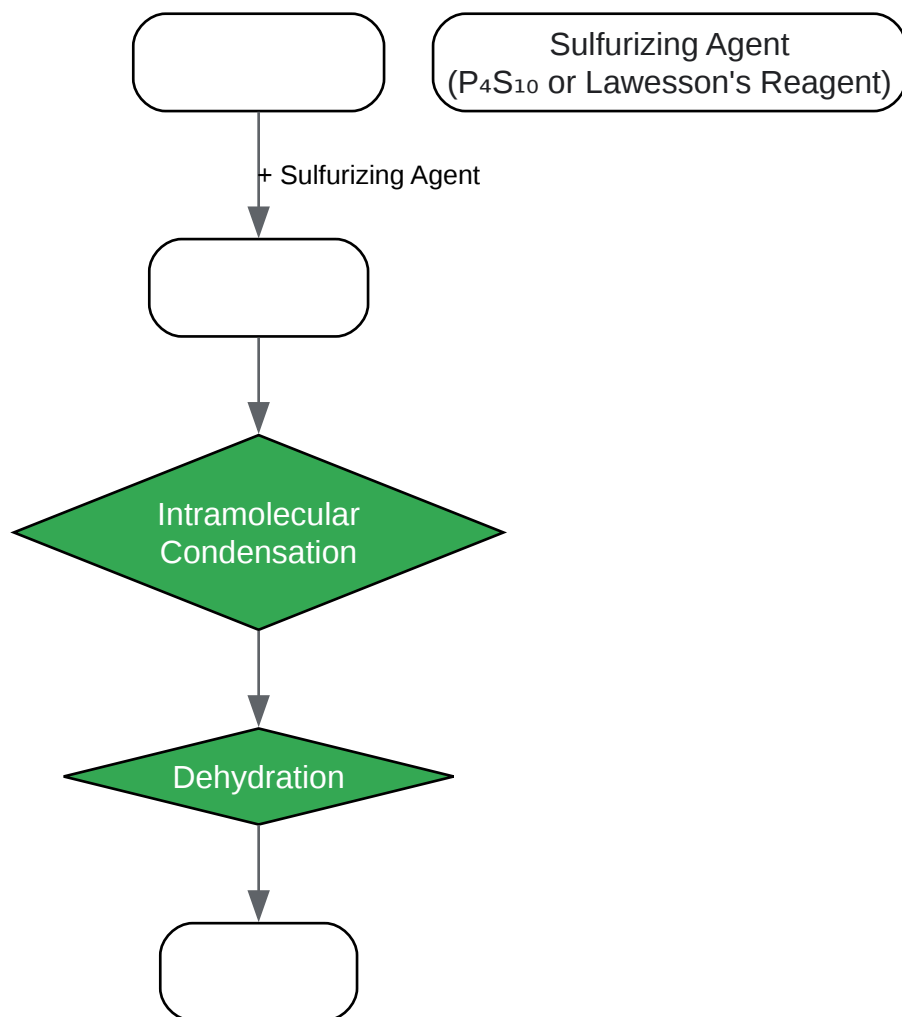 Sulfurizing Agent
(P₄S₁₀ or Lawesson's Reagent)
+ Sulfurizing Agent
Intramolecular
Condensation
Dehydration